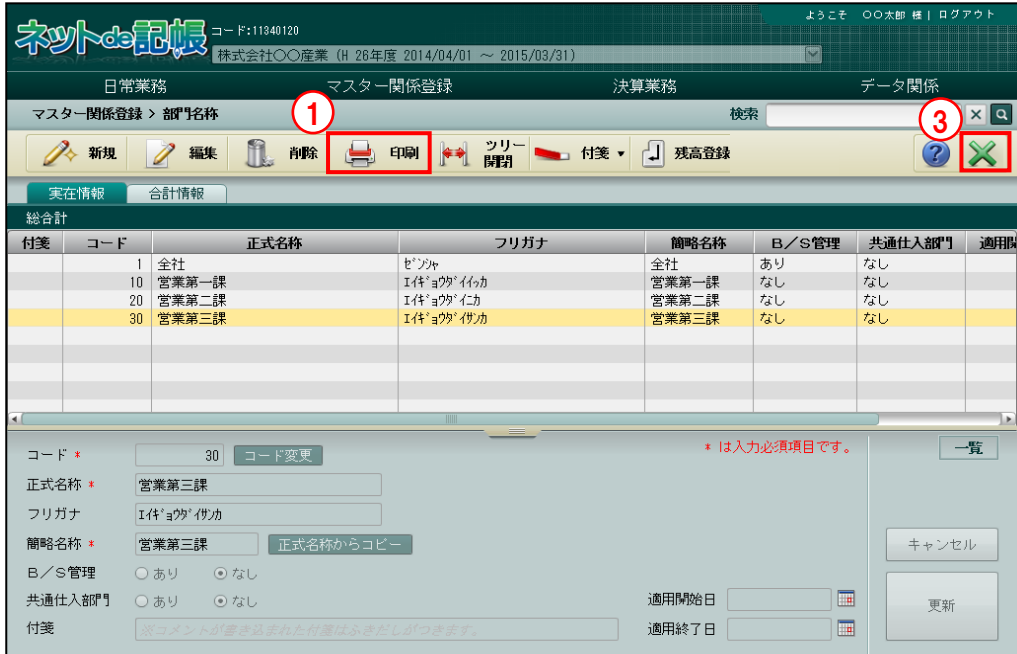 ようこそ 〇〇太郎 様 | ログアウト
ネットde記帳 コード:11340120
株式会社〇〇産業 (H 26年度 2014/04/01 ～ 2015/03/31)
日常業務 マスター関係登録 決算業務 データ関係
マスター関係登録 > 部門名称 ① 検索 ③
新規 編集 削除 印刷 ツリー開閉 付箋 ▼ 残高登録 ?
実在情報 合計情報
総合計
付箋 コード 正式名称 フリガナ 簡略名称 B／S管理 共通仕入部門
1 全社 ｾﾞﾝｼｬ 全社 あり なし
10 営業第一課 ｴｲｷﾞｮｳﾀﾞｲｲｯｶ 営業第一課 なし なし
20 営業第二課 ｴｲｷﾞｮｳﾀﾞｲﾆｶ 営業第二課 なし なし
30 営業第三課 ｴｲｷﾞｮｳﾀﾞｲｻﾝｶ 営業第三課 なし なし
* は入力必須項目です。 一覧
コード * 30 コード変更
正式名称 * 営業第三課
フリガナ ｴｲｷﾞｮｳﾀﾞｲｻﾝｶ
簡略名称 * 営業第三課 正式名称からコピー キャンセル
B／S管理 あり なし
共通仕入部門 あり なし 適用開始日 更新
付箋 ※コメントが書き込まれた付箋はふきだしがつきます。 適用終了日